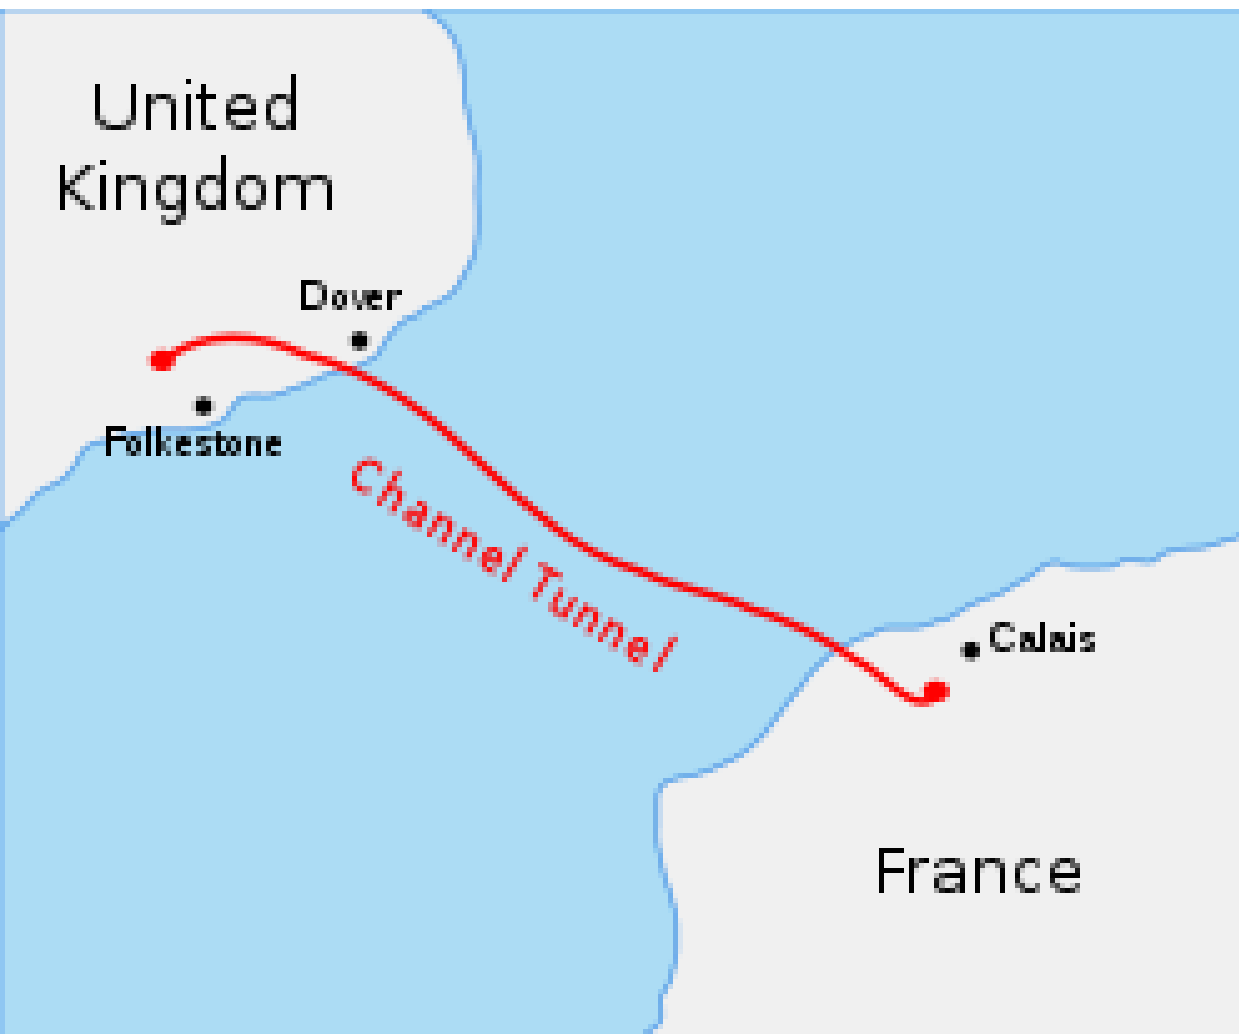 United
Kingdom
Dover
Folkestone
Channel Tunnel
Calais
France